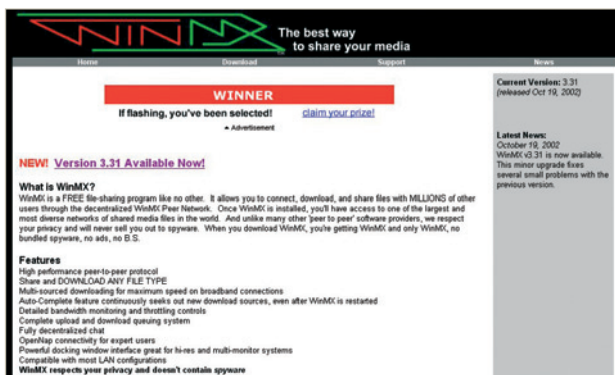 WINMX
The best way
to share your media
Home Download Support News
WINNER
If flashing, you've been selected! claim your prize!
Advertisement
NEW! Version 3.31 Available Now!
What is WinMX?
WinMX is a FREE file-sharing program like no other. It allows you to connect, download, and share files with MILLIONS of other
users through the decentralized WinMX Peer Network. Once WinMX is installed, you'll have access to one of the largest and
most diverse networks of shared media files in the world. And unlike many other 'peer to peer' software providers, we respect
your privacy and will never sell you out to spyware. When you download WinMX, you're getting WinMX and only WinMX, no
bundled spyware, no ads, no B.S.
Features
High performance peer-to-peer protocol
Share and DOWNLOAD ANY FILE TYPE
Multi-sourced downloading for maximum speed on broadband connections
Auto-Complete feature continuously seeks out new download sources, even after WinMX is restarted
Detailed bandwidth monitoring and throttling controls
Complete upload and download queuing system
Fully decentralized chat
OpenNap connectivity for expert users
Powerful docking window interface great for hi-res and multi-monitor systems
Compatible with most LAN configurations
WinMX respects your privacy and doesn't contain spyware
Current Version: 3.31
(released Oct 19, 2002)
Latest News:
October 19, 2002
WinMX v3.31 is now available.
This minor upgrade fixes
several small problems with the
previous version.